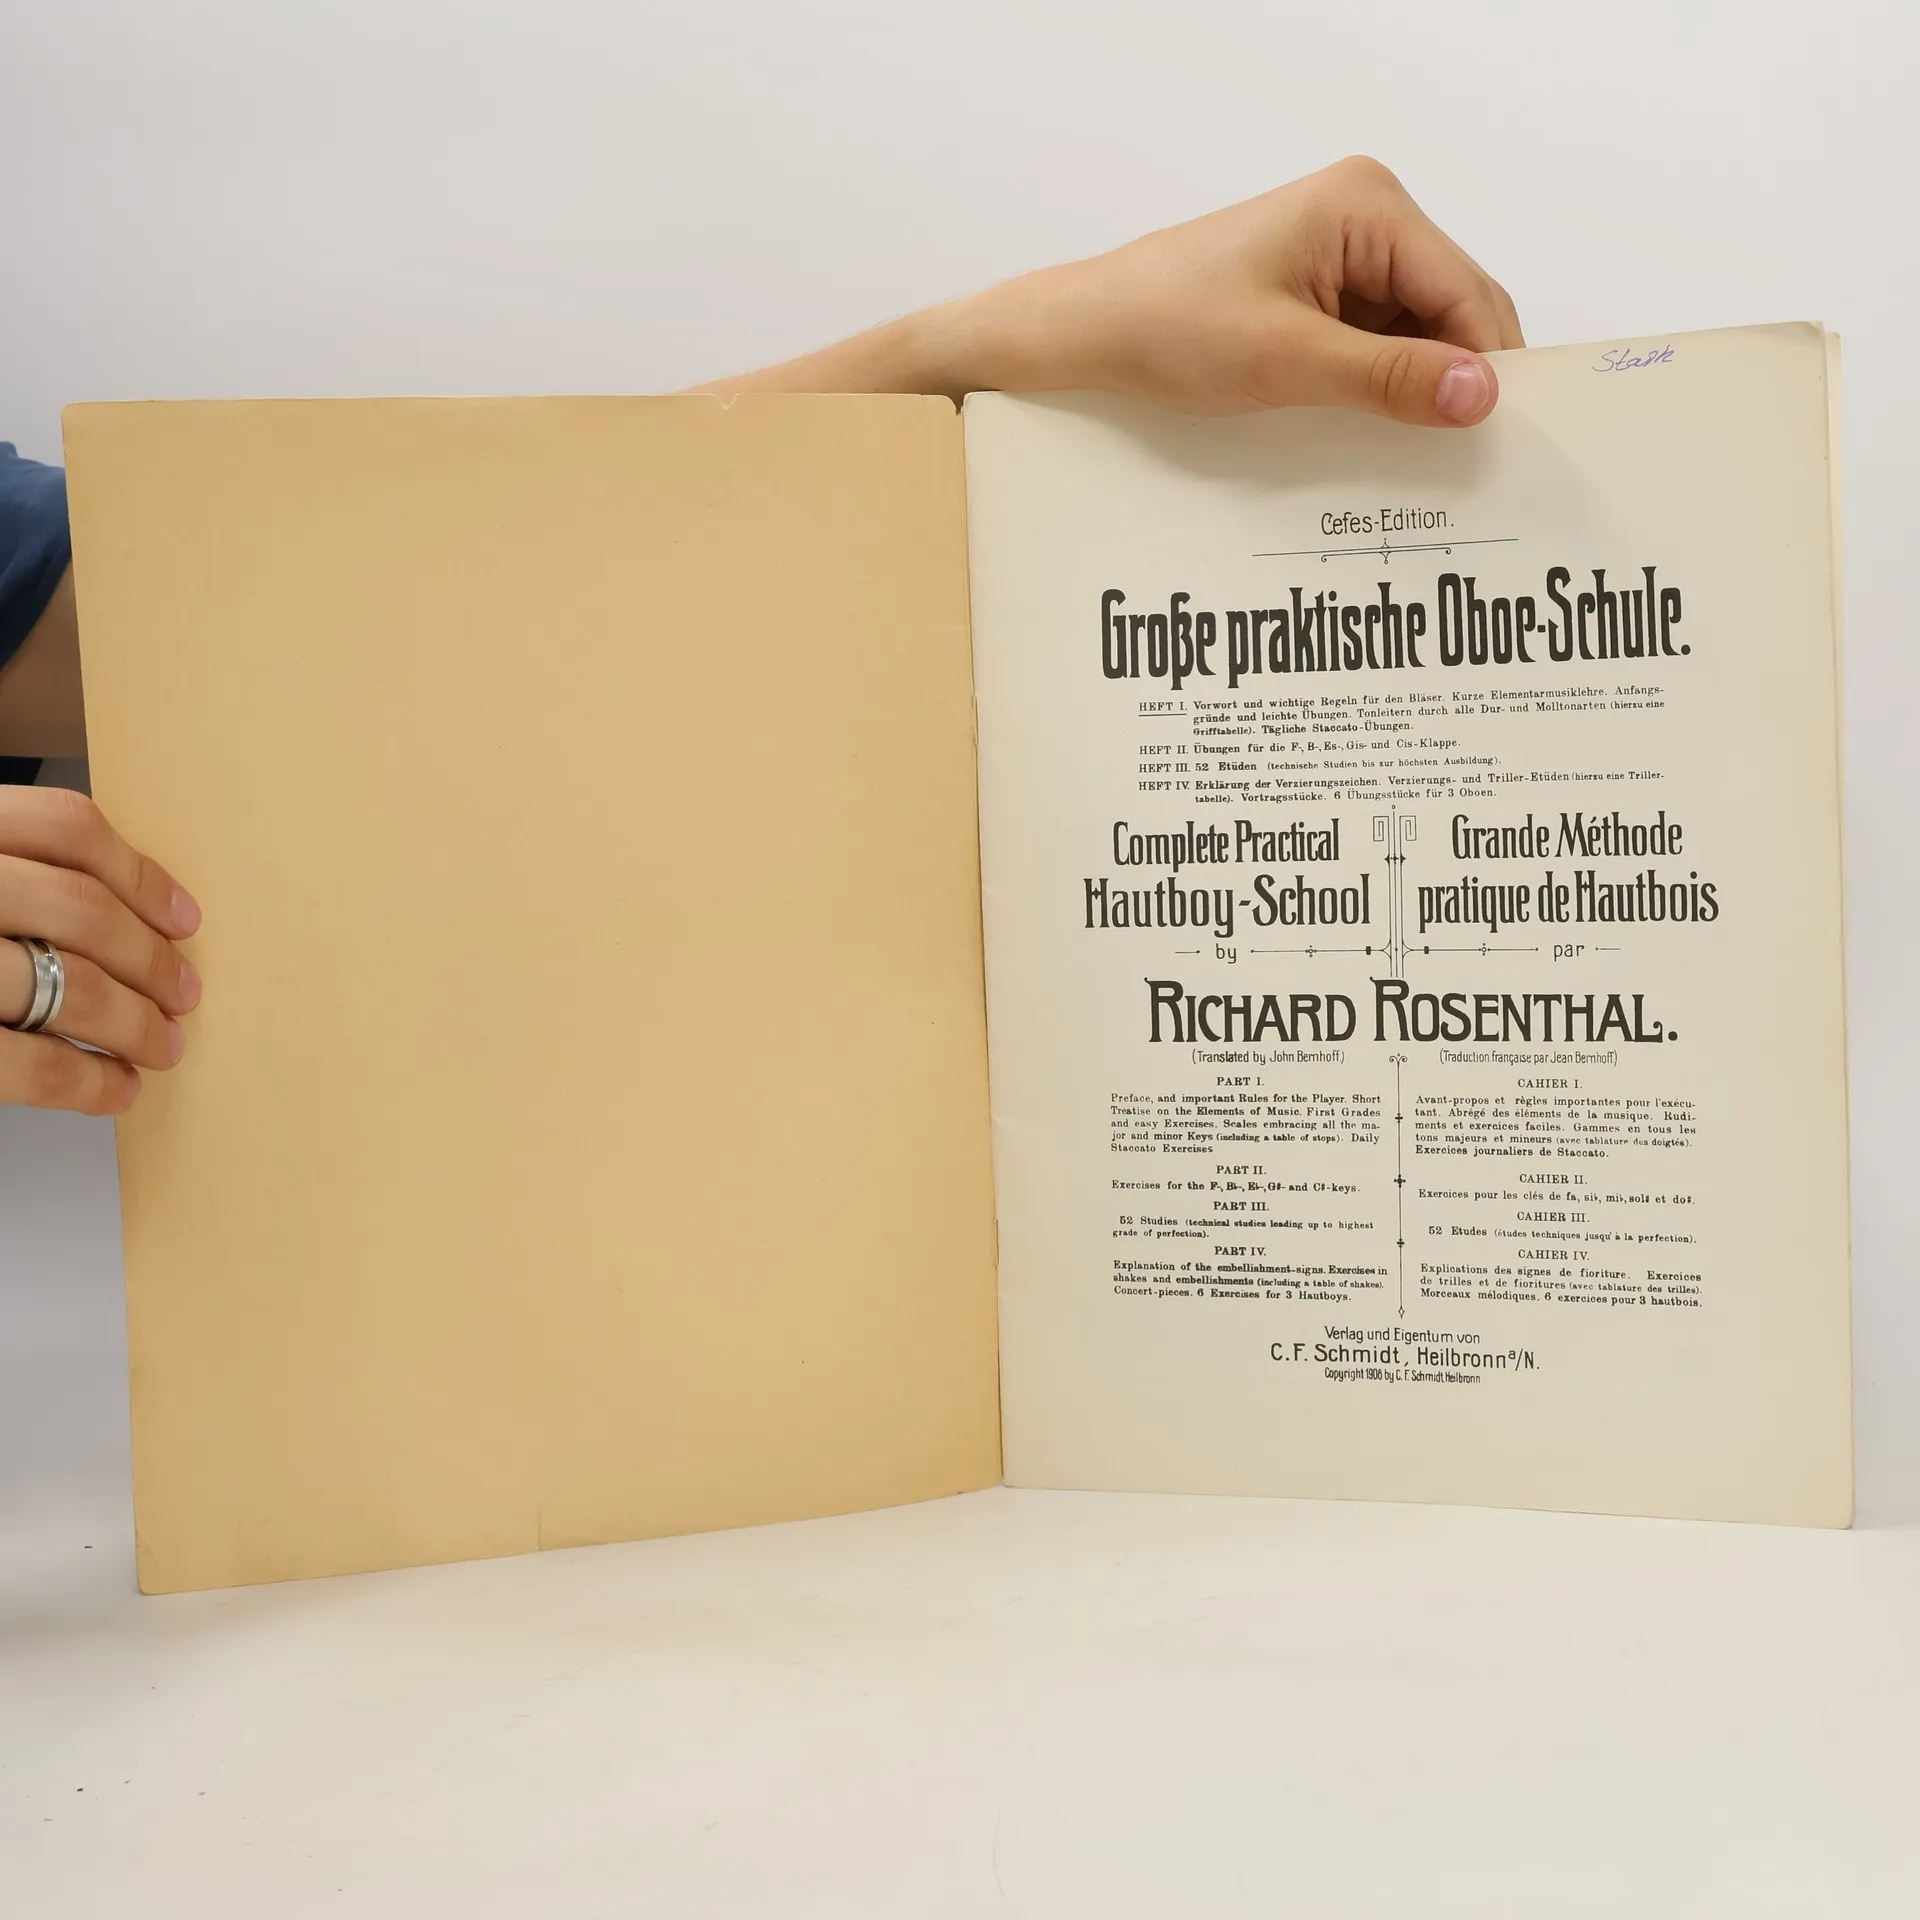 Stark
Cefes-Edition.
Große praktische Oboe-Schule.
HEFT I. Vorwort und wichtige Regeln für den Bläser. Kurze Elementarmusiklehre. Anfangs-
gründe und leichte Übungen. Tonleitern durch alle Dur- und Molltonarten (hierzu eine
Grifftabelle). Tägliche Staccato-Übungen.
HEFT II. Übungen für die F-, B-, Es-, Gis- und Cis-Klappe.
HEFT III. 52 Etüden (technische Studien bis zur höchsten Ausbildung).
HEFT IV. Erklärung der Verzierungszeichen. Verzierungs- und Triller-Etüden (hierzu eine Triller-
tabelle). Vortragsstücke. 6 Übungsstücke für 3 Oboen.
Complete Practical
Hautboy-School
by
Grande Méthode
pratique de Hautbois
par
RICHARD ROSENTHAL.
(Translated by John Bernhoff.)
PART I.
Preface, and important Rules for the Player. Short
Treatise on the Elements of Music. First Grades
and easy Exercises. Scales embracing all the ma-
jor and minor Keys (including a table of stops). Daily
Staccato Exercises
PART II.
Exercises for the F-, B♭-, E♭-, G♯- and C♯-keys.
PART III.
52 Studies (technical studies leading up to highest
grade of perfection).
PART IV.
Explanation of the embellishment-signs. Exercises in
shakes and embellishments (including a table of shakes).
Concert-pieces. 6 Exercises for 3 Hautboys.
(Traduction française par Jean Bernhoff)
CAHIER I.
Avant-propos et règles importantes pour l'exécu-
tant. Abrégé des éléments de la musique. Rudi-
ments et exercices faciles. Gammes en tous les
tons majeurs et mineurs (avec tablature des doigtés).
Exercices journaliers de Staccato.
CAHIER II.
Exercices pour les clés de fa, si♭, mi♭, sol♯ et do♯.
CAHIER III.
52 Etudes (études techniques jusqu'à la perfection).
CAHIER IV.
Explications des signes de fioriture. Exercices
de trilles et de fioritures (avec tablature des trilles).
Morceaux mélodiques. 6 exercices pour 3 hautbois.
Verlag und Eigentum von
C. F. Schmidt, Heilbronn a/N.
Copyright 1908 by C. F. Schmidt Heilbronn